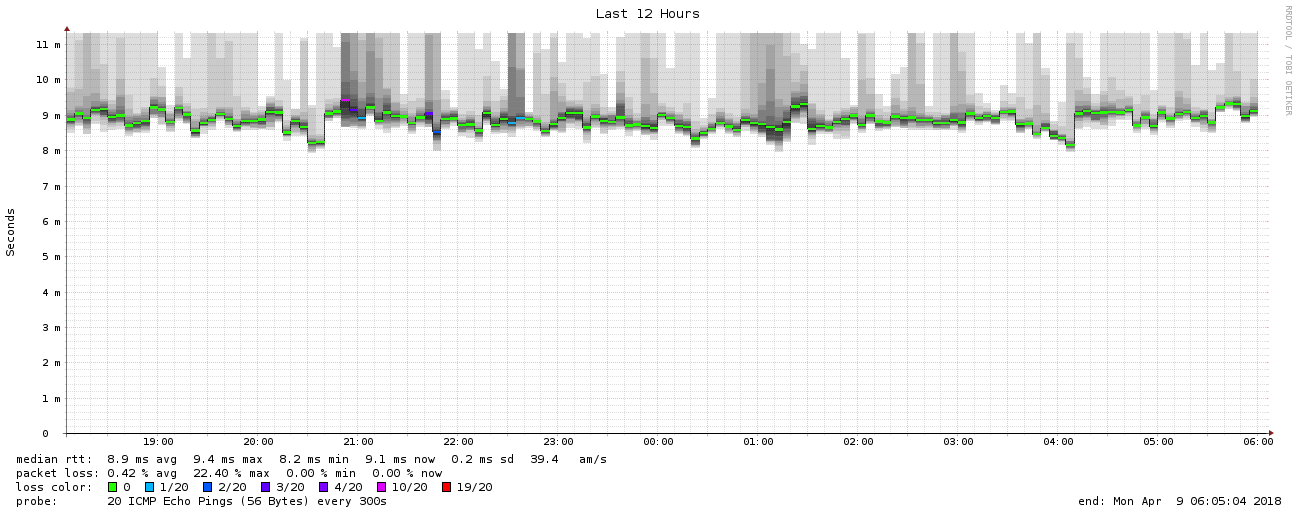 Last 12 Hours
RRDTOOL / TOBI OETIKER
Seconds
11 m
10 m
9 m
8 m
7 m
6 m
5 m
4 m
3 m
2 m
1 m
0
19:00 20:00 21:00 22:00 23:00 00:00 01:00 02:00 03:00 04:00 05:00 06:00
median rtt: 8.9 ms avg 9.4 ms max 8.2 ms min 9.1 ms now 0.2 ms sd 39.4 am/s
packet loss: 0.42 % avg 22.40 % max 0.00 % min 0.00 % now
loss color: 0 1/20 2/20 3/20 4/20 10/20 19/20
probe: 20 ICMP Echo Pings (56 Bytes) every 300s end: Mon Apr 9 06:05:04 2018